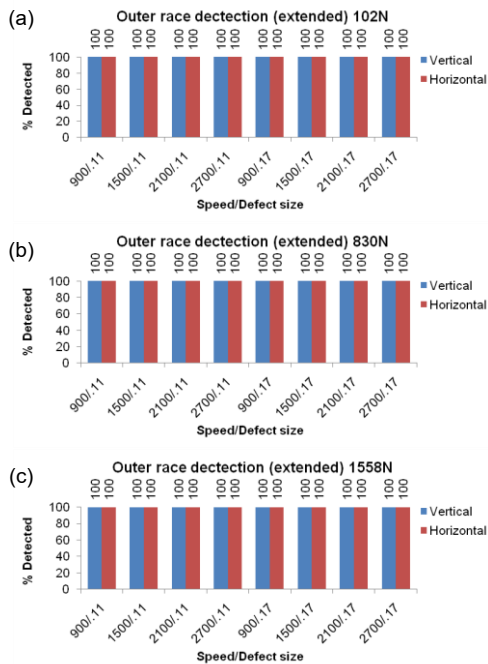 (a)
Outer race dectection (extended) 102N
100 100 100 100 100 100 100 100 100 100 100 100 100 100 100 100
100
80
60
40
20
0
% Detected
900/.11 1500/.11 2100/.11 2700/.11 900/.17 1500/.17 2100/.17 2700/.17
Speed/Defect size
Vertical
Horizontal
(b)
Outer race dectection (extended) 830N
100 100 100 100 100 100 100 100 100 100 100 100 100 100 100 100
100
80
60
40
20
0
% Detected
900/.11 1500/.11 2100/.11 2700/.11 900/.17 1500/.17 2100/.17 2700/.17
Speed/Defect size
Vertical
Horizontal
(c)
Outer race dectection (extended) 1558N
100 100 100 100 100 100 100 100 100 100 100 100 100 100 100 100
100
80
60
40
20
0
% Detected
900/.11 1500/.11 2100/.11 2700/.11 900/.17 1500/.17 2100/.17 2700/.17
Speed/Defect size
Vertical
Horizontal